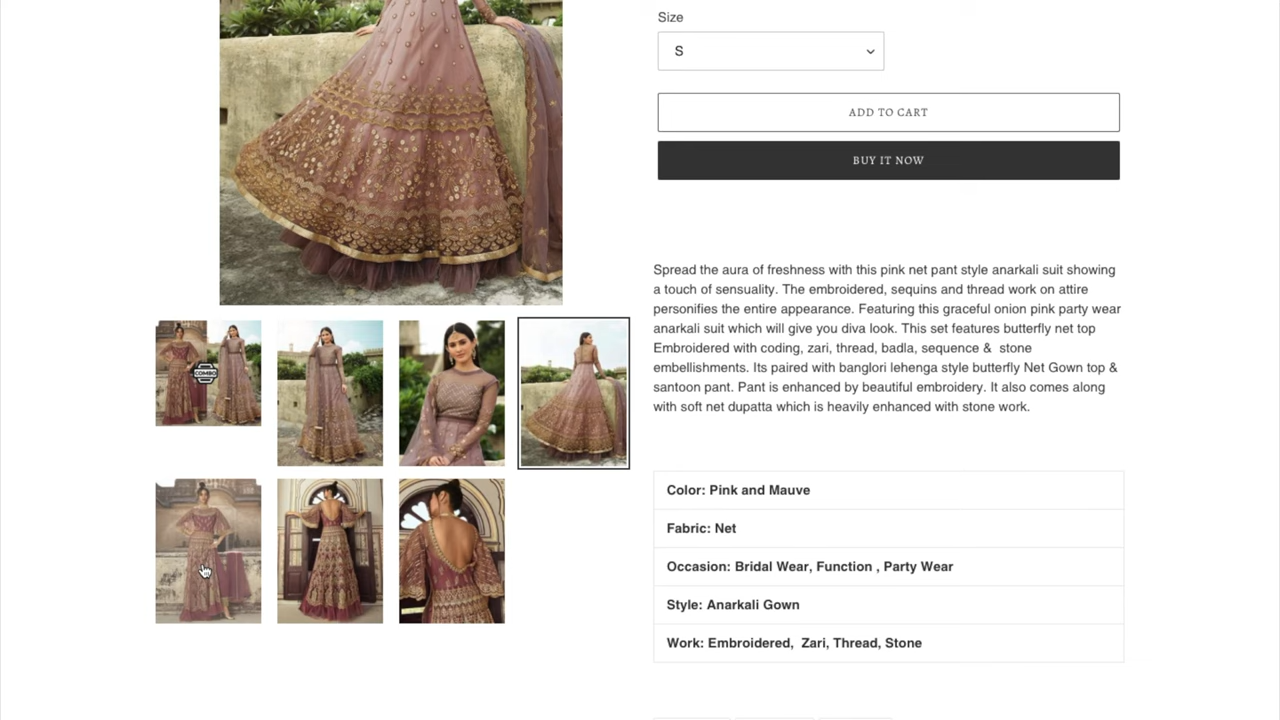 Size
S
ADD TO CART
BUY IT NOW
Spread the aura of freshness with this pink net pant style anarkali suit showing
a touch of sensuality. The embroidered, sequins and thread work on attire
personifies the entire appearance. Featuring this graceful onion pink party wear
anarkali suit which will give you diva look. This set features butterfly net top
Embroidered with coding, zari, thread, badla, sequence &  stone
embellishments. Its paired with banglori lehenga style butterfly Net Gown top &
santoon pant. Pant is enhanced by beautiful embroidery. It also comes along
with soft net dupatta which is heavily enhanced with stone work.
COMBO
Color: Pink and Mauve
Fabric: Net
Occasion: Bridal Wear, Function , Party Wear
Style: Anarkali Gown
Work: Embroidered,  Zari, Thread, Stone